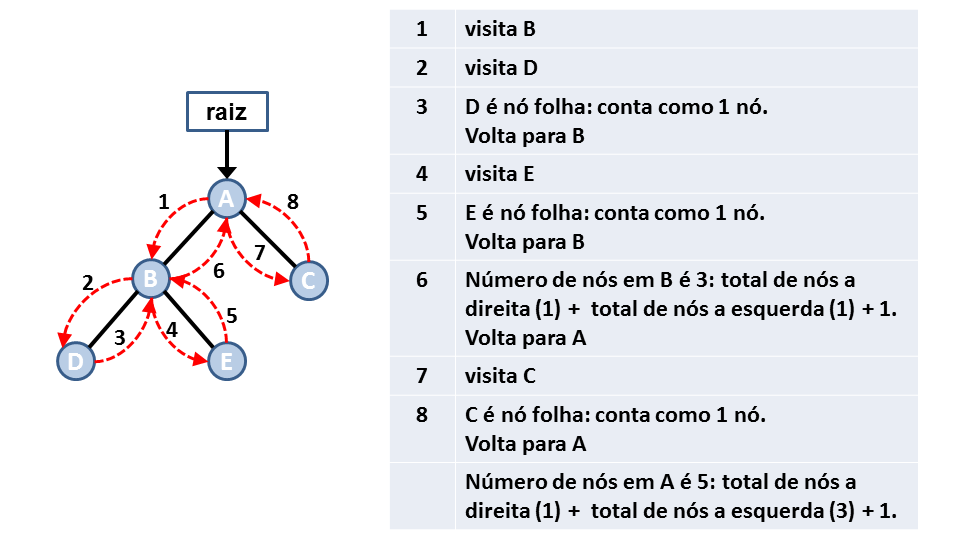 raiz
A
B
C
D
E
1
2
3
4
5
6
7
8
1 visita B
2 visita D
3 D é nó folha: conta como 1 nó.
Volta para B
4 visita E
5 E é nó folha: conta como 1 nó.
Volta para B
6 Número de nós em B é 3: total de nós a
direita (1) + total de nós a esquerda (1) + 1.
Volta para A
7 visita C
8 C é nó folha: conta como 1 nó.
Volta para A
Número de nós em A é 5: total de nós a
direita (1) + total de nós a esquerda (3) + 1.